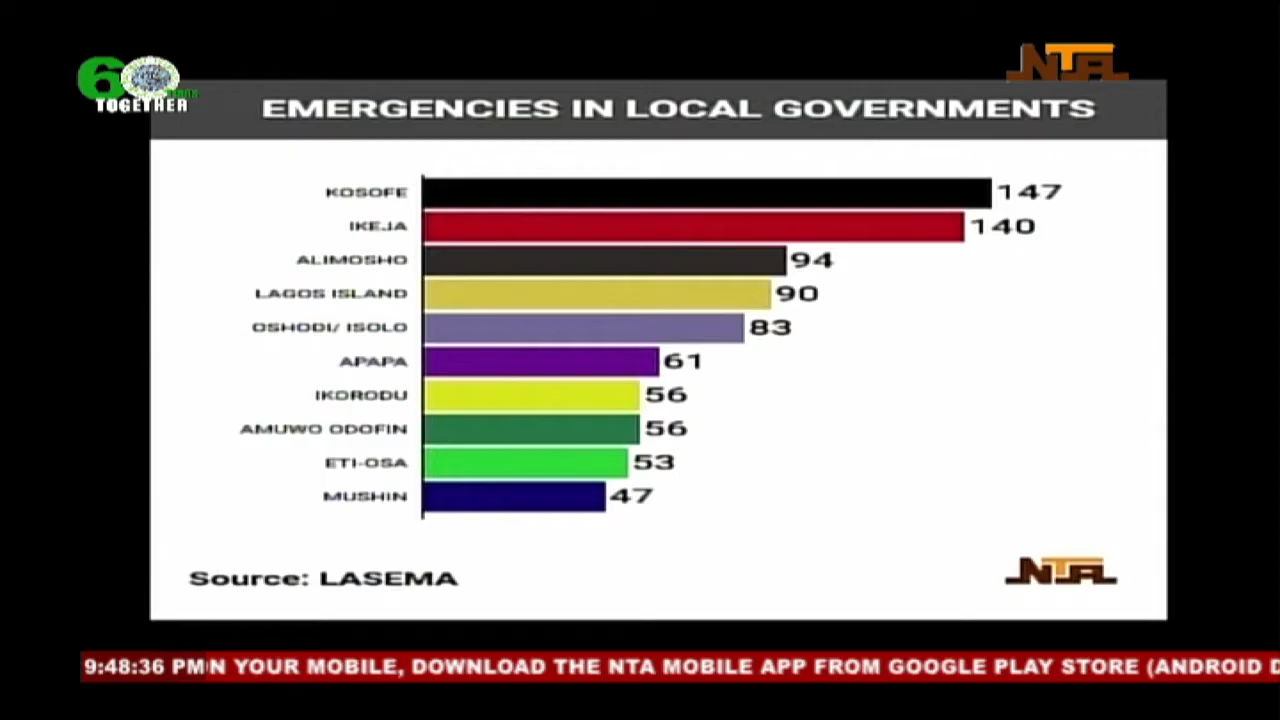 60
TOGETHER
NTA
EMERGENCIES IN LOCAL GOVERNMENTS
KOSOFE 147
IKEJA 140
ALIMOSHO 94
LAGOS ISLAND 90
OSHODI/ ISOLO 83
APAPA 61
IKORODU 56
AMUWO ODOFIN 56
ETI-OSA 53
MUSHIN 47
Source: LASEMA
NTA
9:48:36 PM N YOUR MOBILE, DOWNLOAD THE NTA MOBILE APP FROM GOOGLE PLAY STORE (ANDROID D